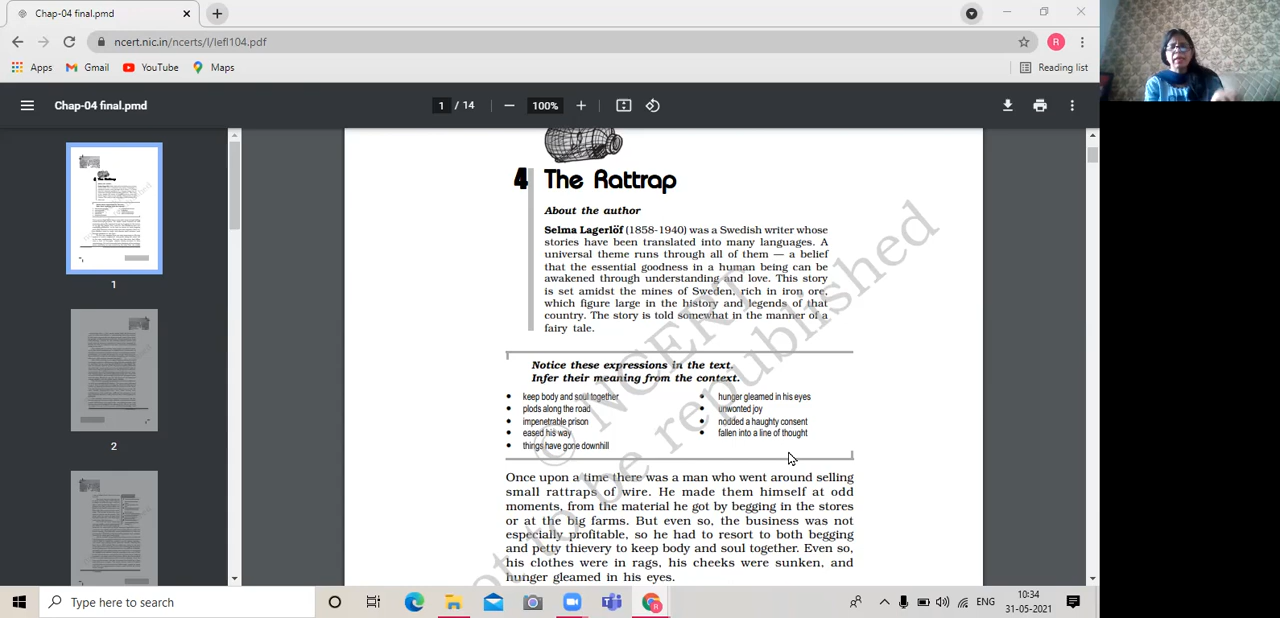 Chap-04 final.pmd
ncert.nic.in/ncerts/l/lefl104.pdf
R
Apps
Gmail
YouTube
Maps
Reading list
Chap-04 final.pmd
1 / 14
100%
1
2
4 The Rattrap
About the author
Selma Lagerlöf (1858-1940) was a Swedish writer whose
stories have been translated into many languages. A
universal theme runs through all of them — a belief
that the essential goodness in a human being can be
awakened through understanding and love. This story
is set amidst the mines of Sweden, rich in iron ore,
which figure large in the history and legends of that
country. The story is told somewhat in the manner of a
fairy tale.
Notice these expressions in the text.
Infer their meaning from the context.
keep body and soul together
plods along the road
impenetrable prison
eased his way
things have gone downhill
hunger gleamed in his eyes
unwonted joy
nodded a haughty consent
fallen into a line of thought
Once upon a time there was a man who went around selling
small rattraps of wire. He made them himself at odd
moments, from the material he got by begging in the stores
or at the big farms. But even so, the business was not
especially profitable, so he had to resort to both begging
and petty thievery to keep body and soul together. Even so,
his clothes were in rags, his cheeks were sunken, and
hunger gleamed in his eyes.
© NCERT
not to be republished
Type here to search
R
ENG
10:34
31-05-2021